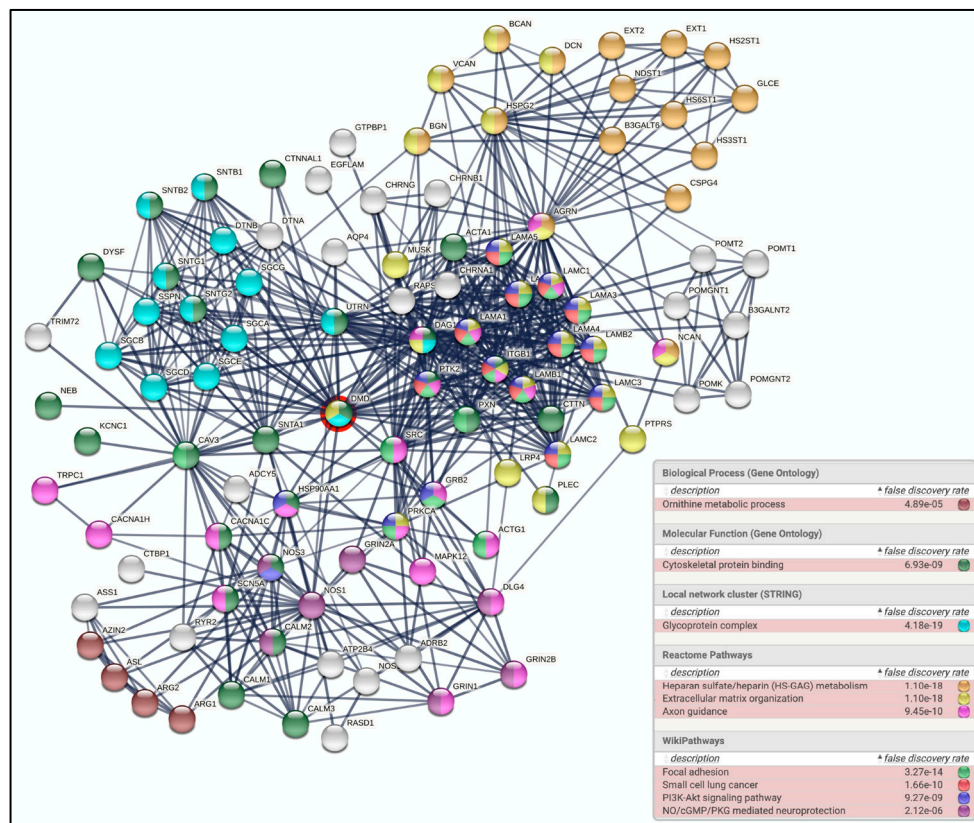 BCAN
DCN
EXT2
EXT1
HS2ST1
VCAN
NDST1
GLCE
HSPG2
HS6ST1
GTPBP1
BGN
B3GALT6
HS3ST1
CTNNAL1
EGFLAM
SNTB1
CHRNG
CHRNB1
CSPG4
SNTB2
AGRN
DTNB
DTNA
ACTA1
LAMA5
POMT2
POMT1
DYSF
AQP4
MUSK
SNTG1
SGCG
CHRNA1
LAMC1
SSPN
SNTG2
RAPS
LA
LAMA3
POMGNT1
UTRN
TRIM72
SGCA
DAG1
LAMA1
LAMA4
LAMB2
B3GALNT2
NCAN
SGCB
SGCE
ITGB1
SGCD
PTK2
LAMB1
POMK
POMGNT2
NEB
DMD
PXN
CTTN
LAMC3
KCNC1
SNTA1
PTPRS
CAV3
SRC
LAMC2
LRP4
TRPC1
ADCY5
HSP90AA1
GRB2
PLEC
CACNA1H
CACNA1C
PRKCA
ACTG1
CTBP1
NOS3
GRIN2A
MAPK12
ASS1
SCN5A
NOS1
DLG4
AZIN2
RYR2
CALM2
ASL
ATP2B4
ADRB2
ARG2
NOS
GRIN2B
ARG1
CALM1
GRIN1
CALM3
RASD1
Biological Process (Gene Ontology)
description false discovery rate
Ornithine metabolic process 4.89e-05
Molecular Function (Gene Ontology)
description false discovery rate
Cytoskeletal protein binding 6.93e-09
Local network cluster (STRING)
description false discovery rate
Glycoprotein complex 4.18e-19
Reactome Pathways
description false discovery rate
Heparan sulfate/heparin (HS-GAG) metabolism 1.10e-18
Extracellular matrix organization 1.10e-18
Axon guidance 9.45e-10
WikiPathways
description false discovery rate
Focal adhesion 3.27e-14
Small cell lung cancer 1.66e-10
PI3K-Akt signaling pathway 9.27e-09
NO/cGMP/PKG mediated neuroprotection 2.12e-06